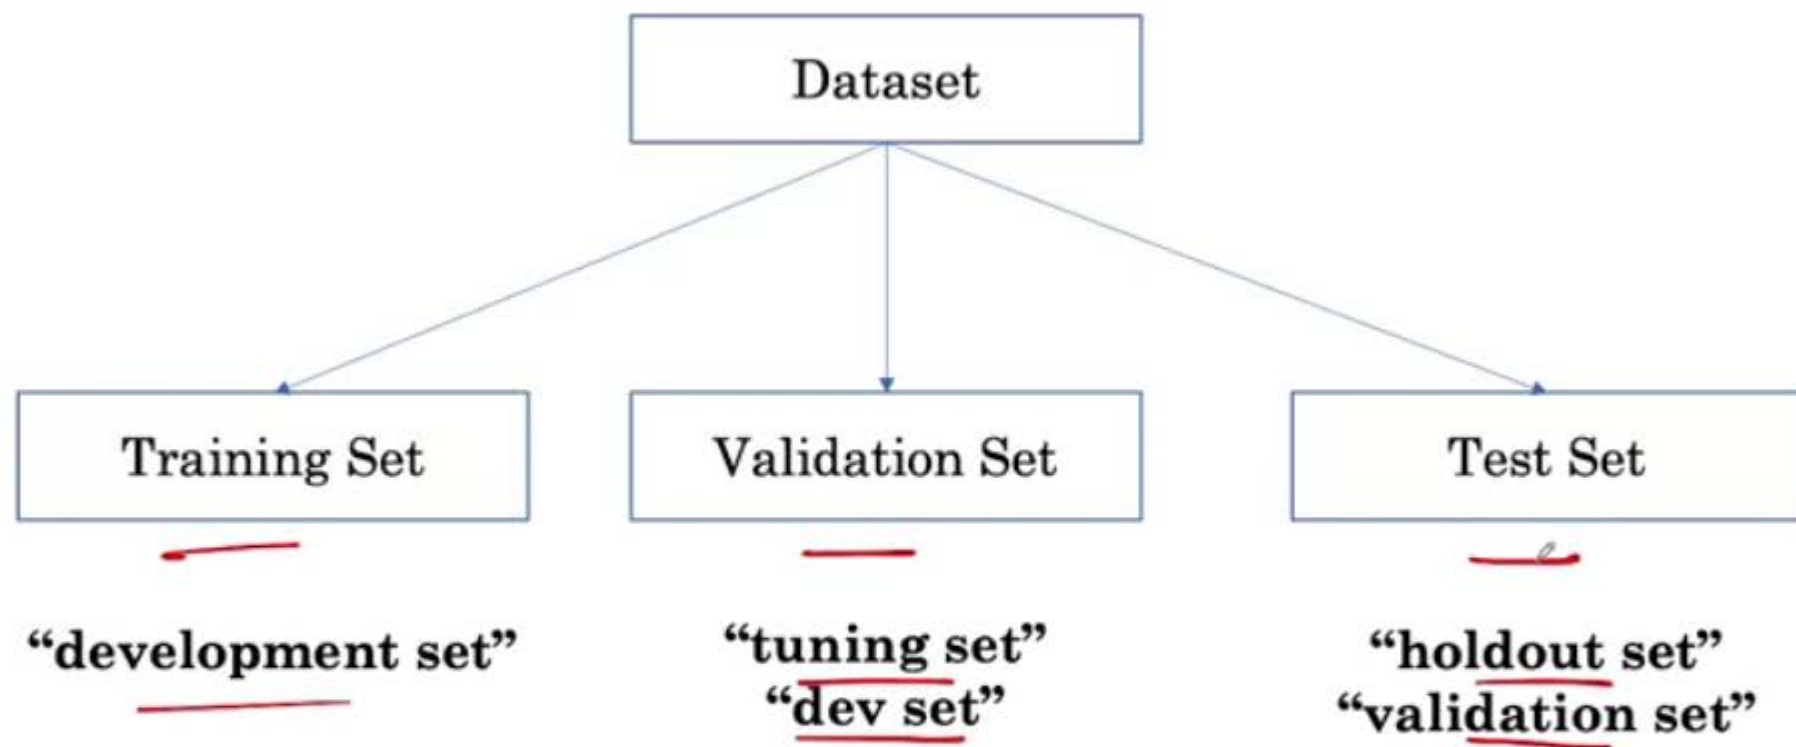 Dataset
Training Set
Validation Set
Test Set
“development set”
“tuning set”
“dev set”
“holdout set”
“validation set”